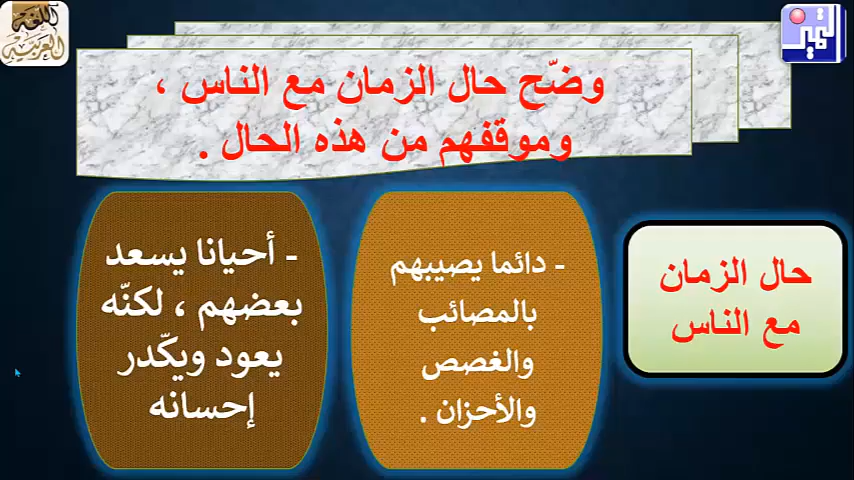 اللغة
العربية
التميز
وضّح حال الزمان مع الناس ،
وموقفهم من هذه الحال .
حال الزمان
مع الناس
- دائما يصيبهم
بالمصائب
والغصص
والأحزان .
- أحيانا يسعد
بعضهم ، لكنّه
يعود ويكّدر
إحسانه